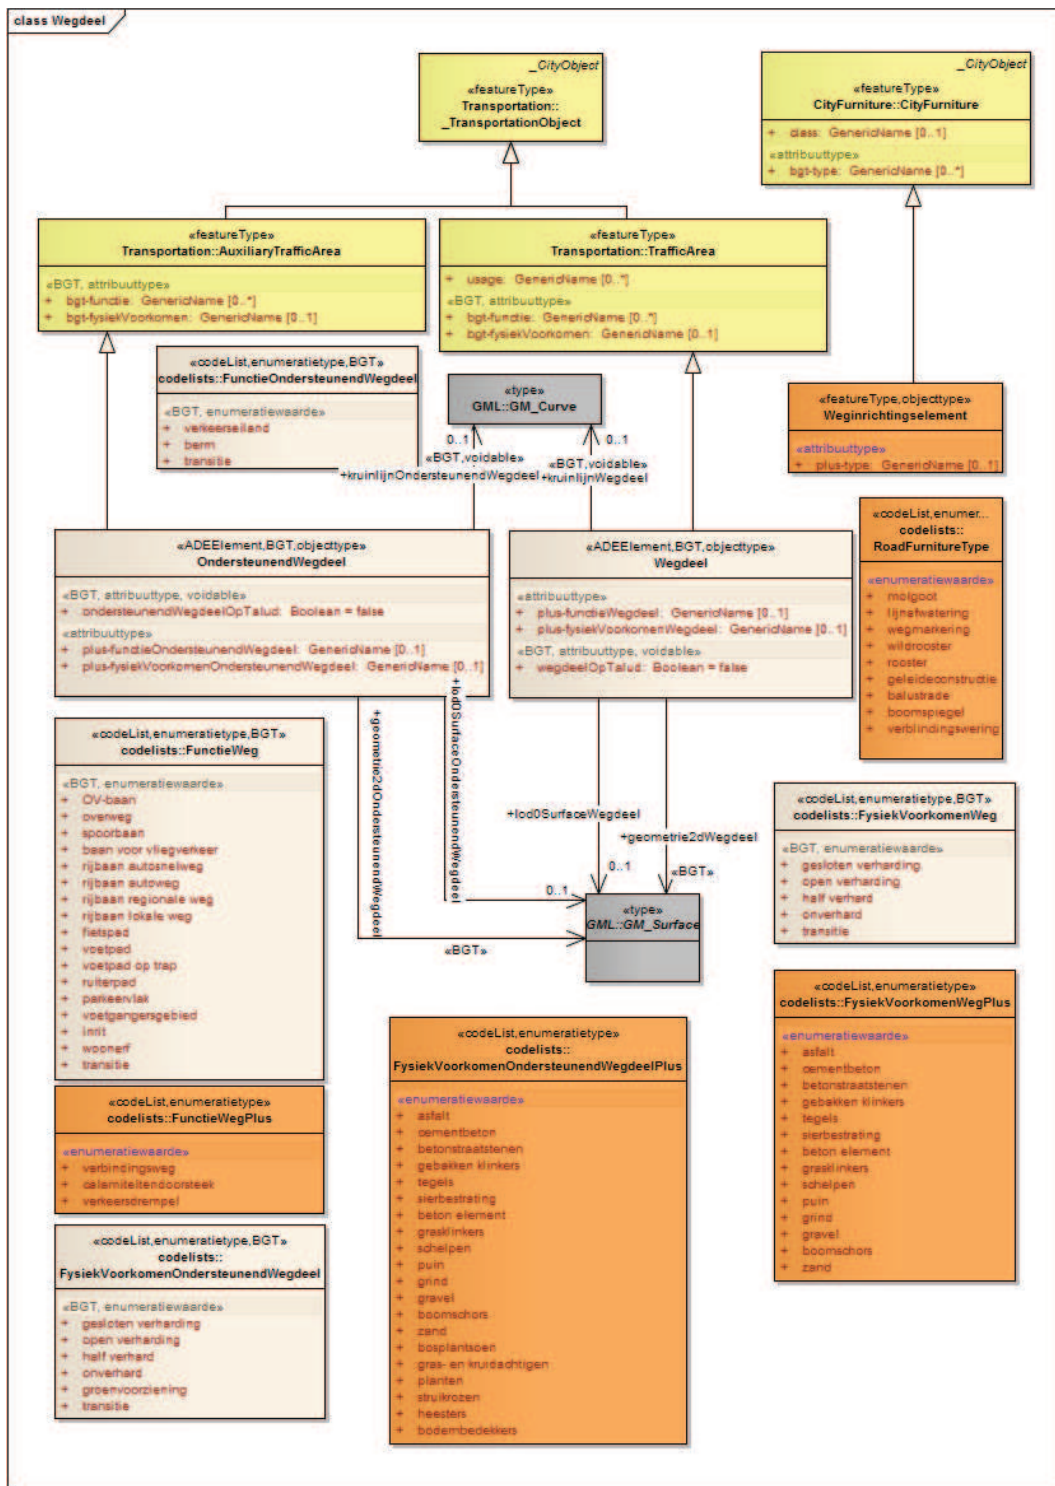 class Wegdeel
_CityObject
«featureType»
Transportation::
_TransportationObject
_CityObject
«featureType»
CityFurniture::CityFurniture
+ class: GenericName [0..1]
«attribuuttype»
+ bgt-type: GenericName [0..*]
«featureType»
Transportation::AuxiliaryTrafficArea
«BGT, attribuuttype»
+ bgt-functie: GenericName [0..*]
+ bgt-fysiekVoorkomen: GenericName [0..1]
«featureType»
Transportation::TrafficArea
+ usage: GenericName [0..*]
«BGT, attribuuttype»
+ bgt-functie: GenericName [0..*]
+ bgt-fysiekVoorkomen: GenericName [0..1]
«codeList,enumeratietype,BGT»
codelists::FunctieOndersteunendWegdeel
«BGT, enumeratiewaarde»
+ verkeerseiland
+ berm
+ transitie
«type»
GML::GM_Curve
0..1
«BGT,voidable»
+kruinlijnOndersteunendWegdeel
0..1
«BGT,voidable»
+kruinlijnWegdeel
«featureType,objecttype»
Weginrichtingselement
«attribuuttype»
+ plus-type: GenericName [0..1]
«codeList,enumer...
codelists::
RoadFurnitureType
«enumeratiewaarde»
+ molgoot
+ lijnafwatering
+ wegmarkering
+ wildrooster
+ rooster
+ geleideconstructie
+ balustrade
+ boomspiegel
+ verblindingswering
«ADEElement,BGT,objecttype»
OndersteunendWegdeel
«BGT, attribuuttype, voidable»
+ ondersteunendWegdeelOpTalud: Boolean = false
«attribuuttype»
+ plus-functieOndersteunendWegdeel: GenericName [0..1]
+ plus-fysiekVoorkomenOndersteunendWegdeel: GenericName [0..1]
«ADEElement,BGT,objecttype»
Wegdeel
«attribuuttype»
+ plus-functieWegdeel: GenericName [0..1]
+ plus-fysiekVoorkomenWegdeel: GenericName [0..1]
«BGT, attribuuttype, voidable»
+ wegdeelOpTalud: Boolean = false
+geometrie2dOndersteunendWegdeel
+lod0SurfaceOndersteunendWegdeel
+lod0SurfaceWegdeel
+geometrie2dWegdeel
0..1
«BGT»
0..1
«BGT»
«type»
GML::GM_Surface
«codeList,enumeratietype,BGT»
codelists::FunctieWeg
«BGT, enumeratiewaarde»
+ OV-baan
+ overweg
+ spoorbaan
+ baan voor vliegverkeer
+ rijbaan autosnelweg
+ rijbaan autoweg
+ rijbaan regionale weg
+ rijbaan lokale weg
+ fietspad
+ voetpad
+ voetpad op trap
+ ruiterpad
+ parkeervlak
+ voetgangersgebied
+ inrit
+ woonerf
+ transitie
«codeList,enumeratietype,BGT»
codelists::FysiekVoorkomenWeg
«BGT, enumeratiewaarde»
+ gesloten verharding
+ open verharding
+ half verhard
+ onverhard
+ transitie
«codeList,enumeratietype»
codelists::FysiekVoorkomenWegPlus
«enumeratiewaarde»
+ asfalt
+ cementbeton
+ betonstraatstenen
+ gebakken klinkers
+ tegels
+ sierbestrating
+ beton element
+ grasklinkers
+ schelpen
+ puin
+ grind
+ gravel
+ boomschors
+ zand
«codeList,enumeratietype»
codelists::
FysiekVoorkomenOndersteunendWegdeelPlus
«enumeratiewaarde»
+ asfalt
+ cementbeton
+ betonstraatstenen
+ gebakken klinkers
+ tegels
+ sierbestrating
+ beton element
+ grasklinkers
+ schelpen
+ puin
+ grind
+ gravel
+ boomschors
+ zand
+ bosplantsoen
+ gras- en kruidachtigen
+ planten
+ struikrozen
+ heesters
+ bodembedekkers
«codeList,enumeratietype»
codelists::FunctieWegPlus
«enumeratiewaarde»
+ verbindingsweg
+ calamiteitendoorsteek
+ verkeersdrempel
«codeList,enumeratietype,BGT»
codelists::
FysiekVoorkomenOndersteunendWegdeel
«BGT, enumeratiewaarde»
+ gesloten verharding
+ open verharding
+ half verhard
+ onverhard
+ groenvoorziening
+ transitie